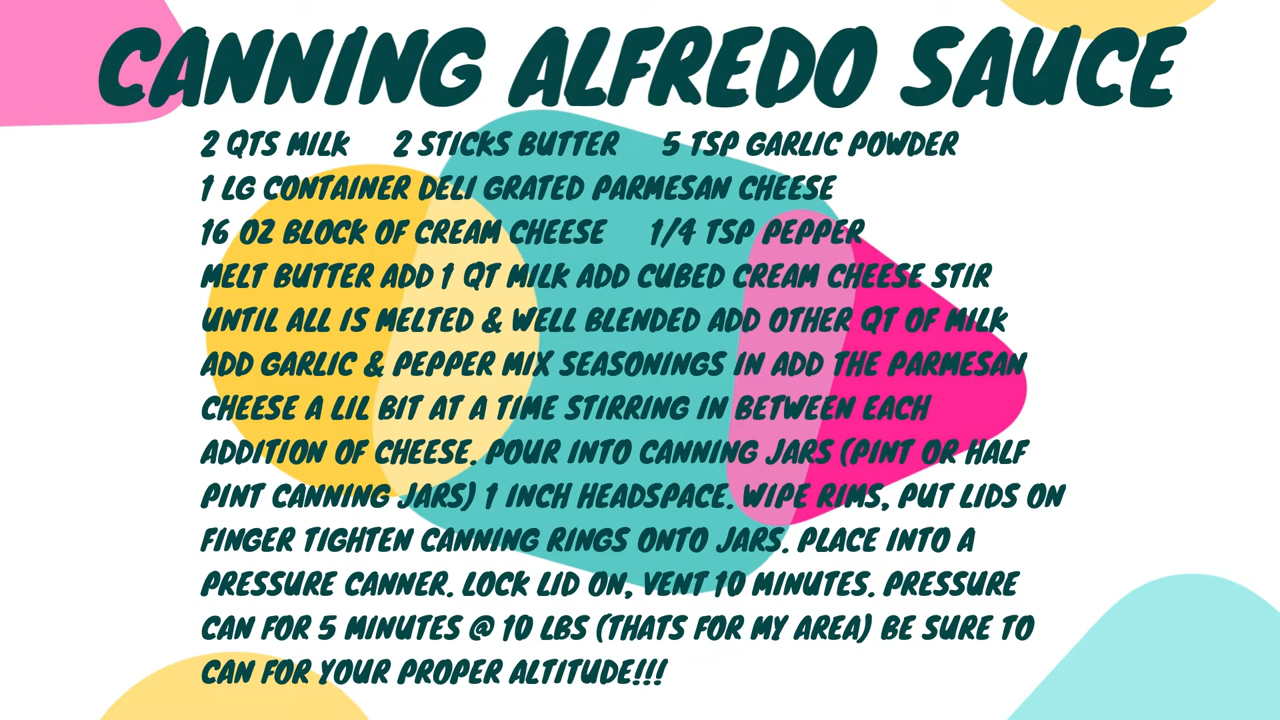 CANNING ALFREDO SAUCE
2 QTS MILK 2 STICKS BUTTER 5 TSP GARLIC POWDER
1 LG CONTAINER DELI GRATED PARMESAN CHEESE
16 OZ BLOCK OF CREAM CHEESE 1/4 TSP PEPPER
MELT BUTTER ADD 1 QT MILK ADD CUBED CREAM CHEESE STIR
UNTIL ALL IS MELTED & WELL BLENDED ADD OTHER QT OF MILK
ADD GARLIC & PEPPER MIX SEASONINGS IN ADD THE PARMESAN
CHEESE A LIL BIT AT A TIME STIRRING IN BETWEEN EACH
ADDITION OF CHEESE. POUR INTO CANNING JARS (PINT OR HALF
PINT CANNING JARS) 1 INCH HEADSPACE. WIPE RIMS, PUT LIDS ON
FINGER TIGHTEN CANNING RINGS ONTO JARS. PLACE INTO A
PRESSURE CANNER. LOCK LID ON, VENT 10 MINUTES. PRESSURE
CAN FOR 5 MINUTES @ 10 LBS (THATS FOR MY AREA) BE SURE TO
CAN FOR YOUR PROPER ALTITUDE!!!